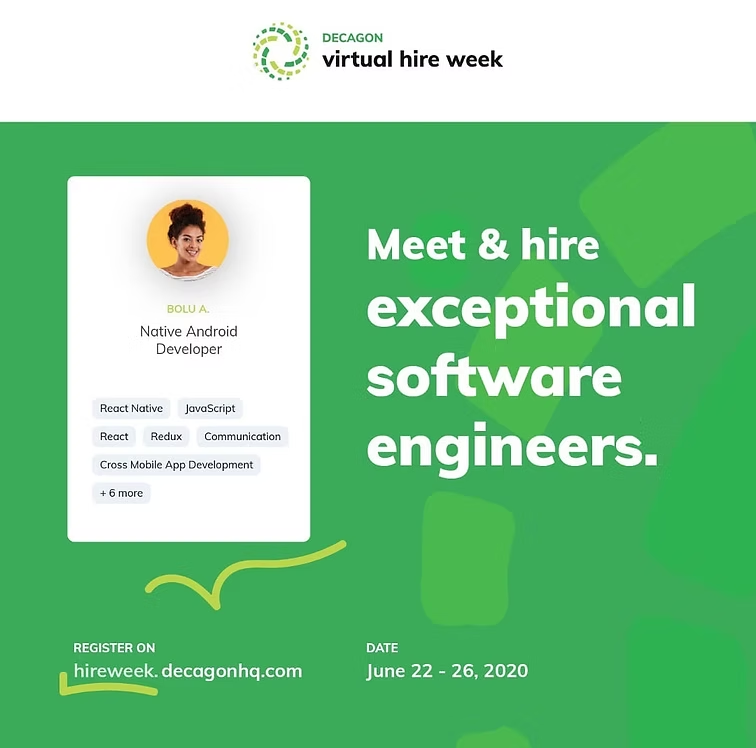 DECAGON
virtual hire week
BOLU A.
Native Android
Developer
React Native JavaScript
React Redux Communication
Cross Mobile App Development
+ 6 more
Meet & hire
exceptional
software
engineers.
REGISTER ON
hireweek.decagonhq.com
DATE
June 22 - 26, 2020